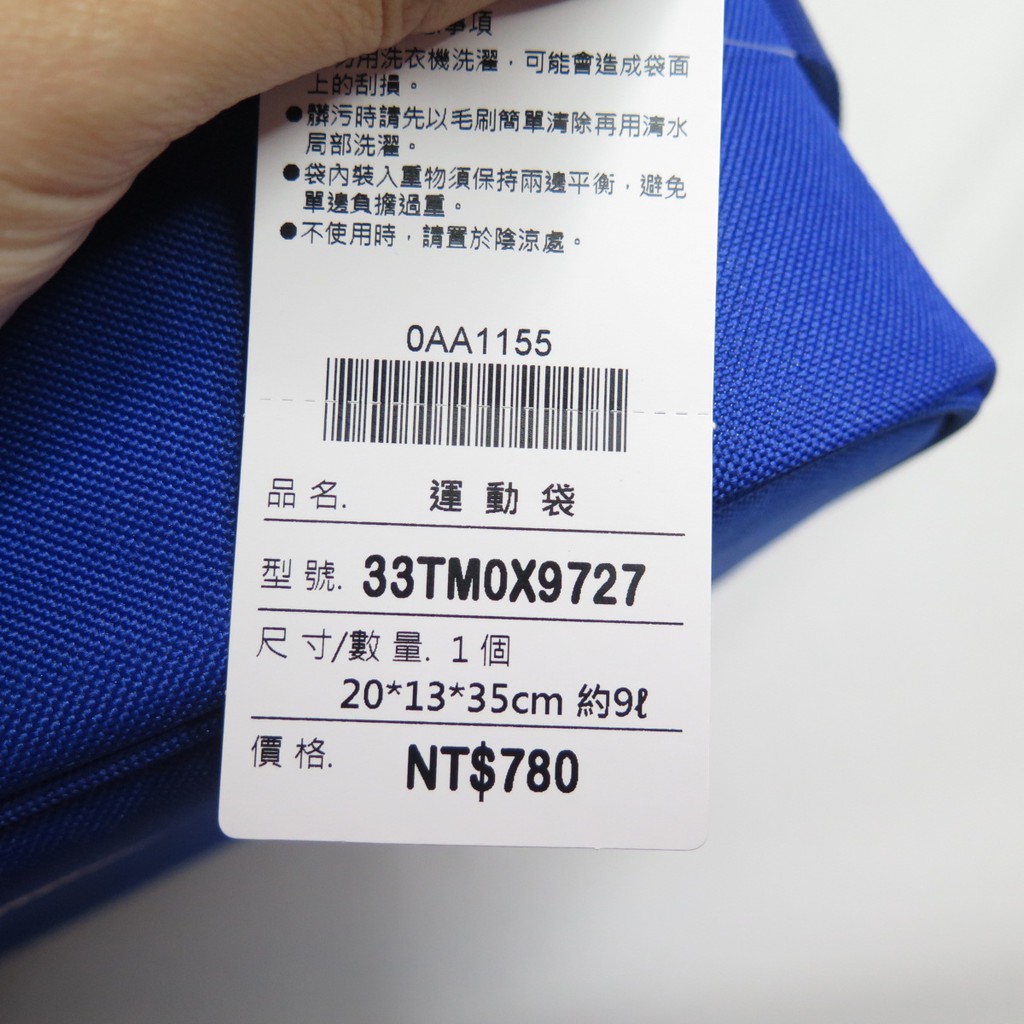 事項
用洗衣機洗濯，可能會造成袋面
上的刮損。
●髒污時請先以毛刷簡單清除再用清水
局部洗濯。
●袋內裝入重物須保持兩邊平衡，避免
單邊負擔過重。
●不使用時，請置於陰涼處。
0AA1155
品名. 運動袋
型號. 33TM0X9727
尺寸/數量. 1個
20*13*35cm 約9ℓ
價格. NT$780